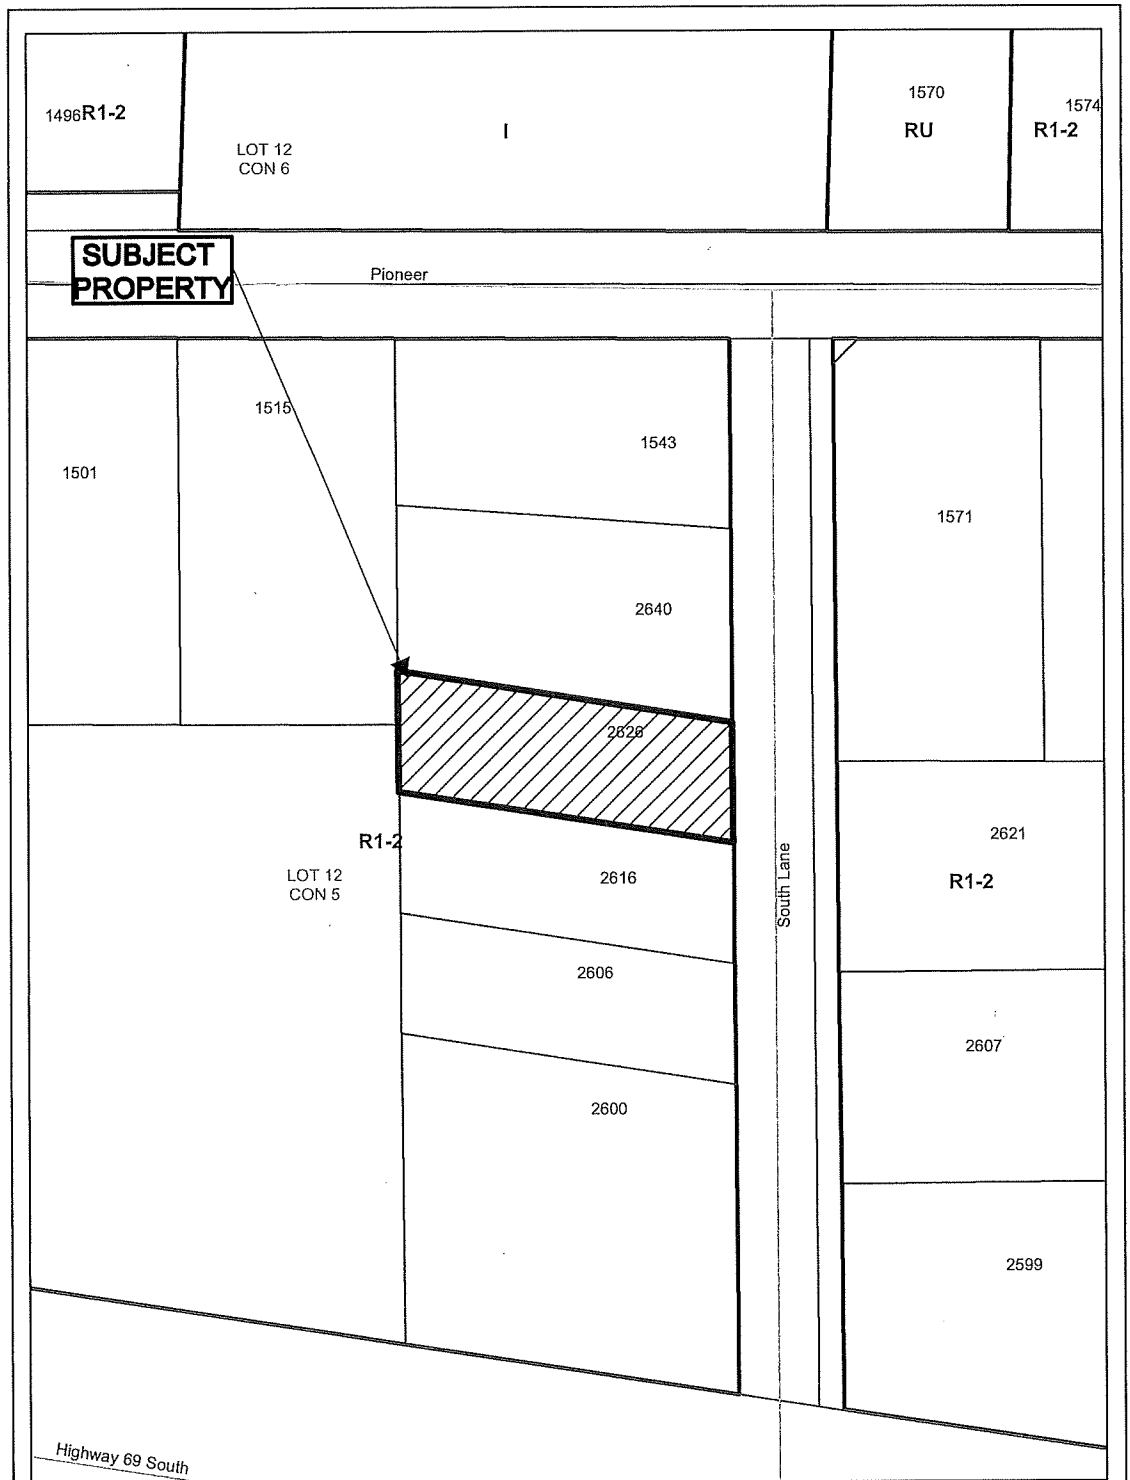 1496 R1-2
I
1570
RU
1574
R1-2
LOT 12
CON 6
SUBJECT
PROPERTY
Pioneer
1515
1543
1501
1571
2640
2626
R1-2
2621
R1-2
LOT 12
CON 5
2616
South Lane
2606
2607
2600
2599
Highway 69 South